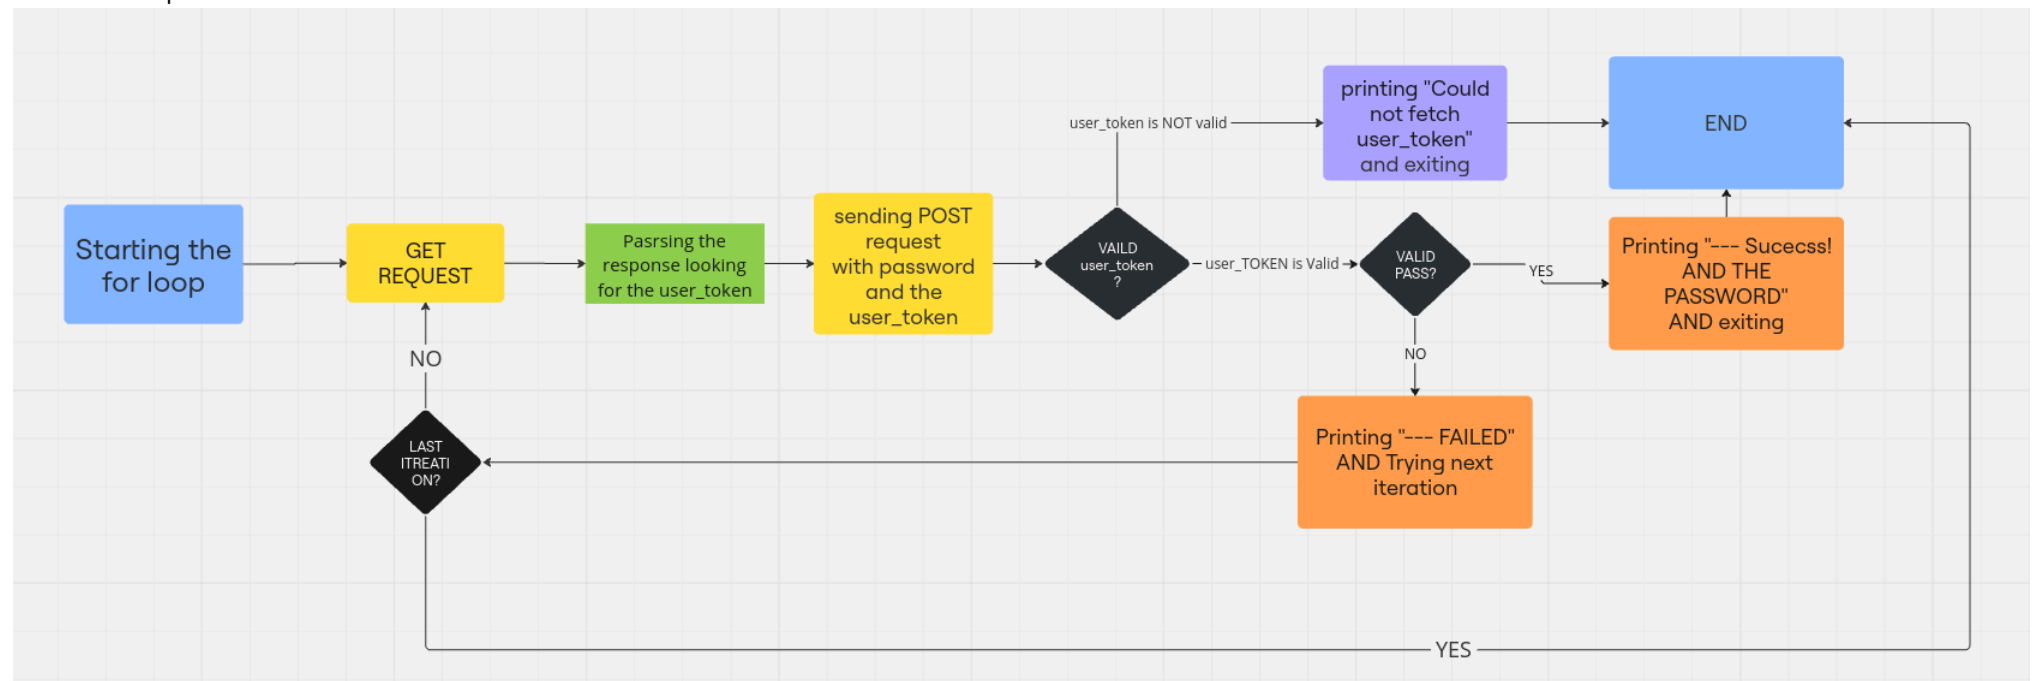 Starting the
for loop
GET
REQUEST
Pasrsing the
response looking
for the user_token
sending POST
request
with password
and the
user_token
VAILD
user_token
?
user_token is NOT valid
printing "Could
not fetch
user_token"
and exiting
END
user_TOKEN is Valid
VALID
PASS?
YES
Printing "--- Sucecss!
AND THE
PASSWORD"
AND exiting
NO
Printing "--- FAILED"
AND Trying next
iteration
LAST
ITREATI
ON?
NO
YES